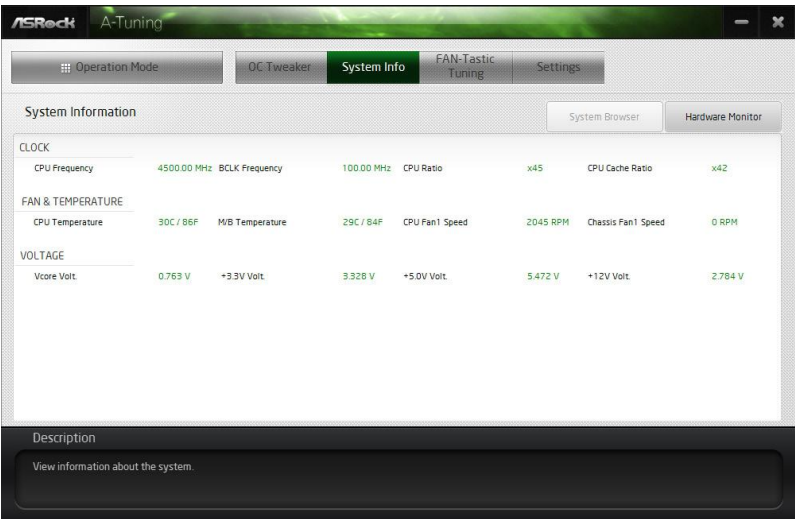 ASRock A-Tuning
Operation Mode OC Tweaker System Info FAN-Tastic Tuning Settings
System Information System Browser Hardware Monitor
CLOCK
CPU Frequency 4500.00 MHz BCLK Frequency 100.00 MHz CPU Ratio x45 CPU Cache Ratio x42
FAN & TEMPERATURE
CPU Temperature 30C / 86F M/B Temperature 29C / 84F CPU Fan1 Speed 2045 RPM Chassis Fan1 Speed 0 RPM
VOLTAGE
Vcore Volt. 0.763 V +3.3V Volt. 3.328 V +5.0V Volt. 5.472 V +12V Volt. 2.784 V
Description
View information about the system.